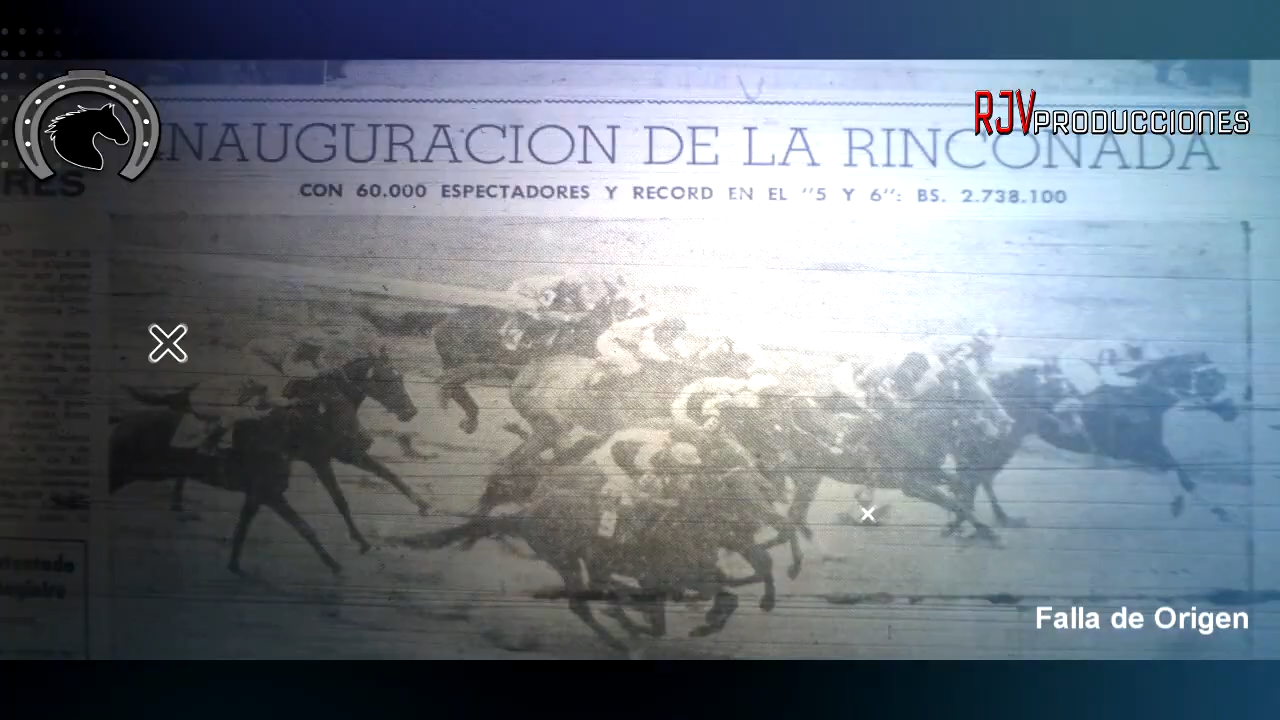 RJVPRODUCCIONES
INAUGURACION DE LA RINCONADA
CON 60.000 ESPECTADORES Y RECORD EN EL "5 Y 6": BS. 2.738.100
RES
Falla de Origen